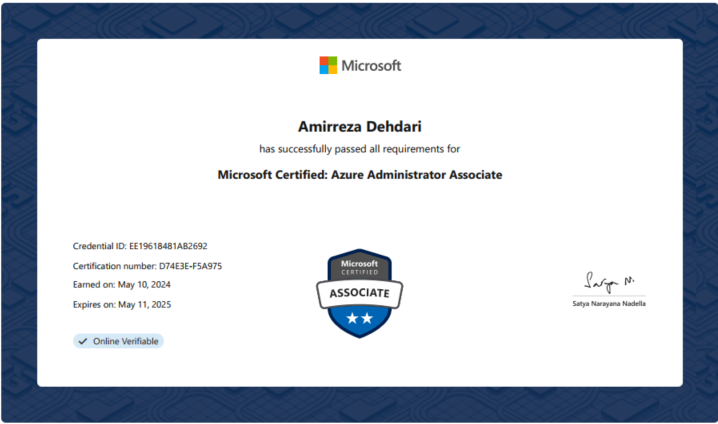 Microsoft
Amirreza Dehdari
has successfully passed all requirements for
Microsoft Certified: Azure Administrator Associate
Credential ID: EE19618481AB2692
Certification number: D74E3E-F5A975
Earned on: May 10, 2024
Expires on: May 11, 2025
Online Verifiable
Microsoft
CERTIFIED
ASSOCIATE
Satya N.
Satya Narayana Nadella